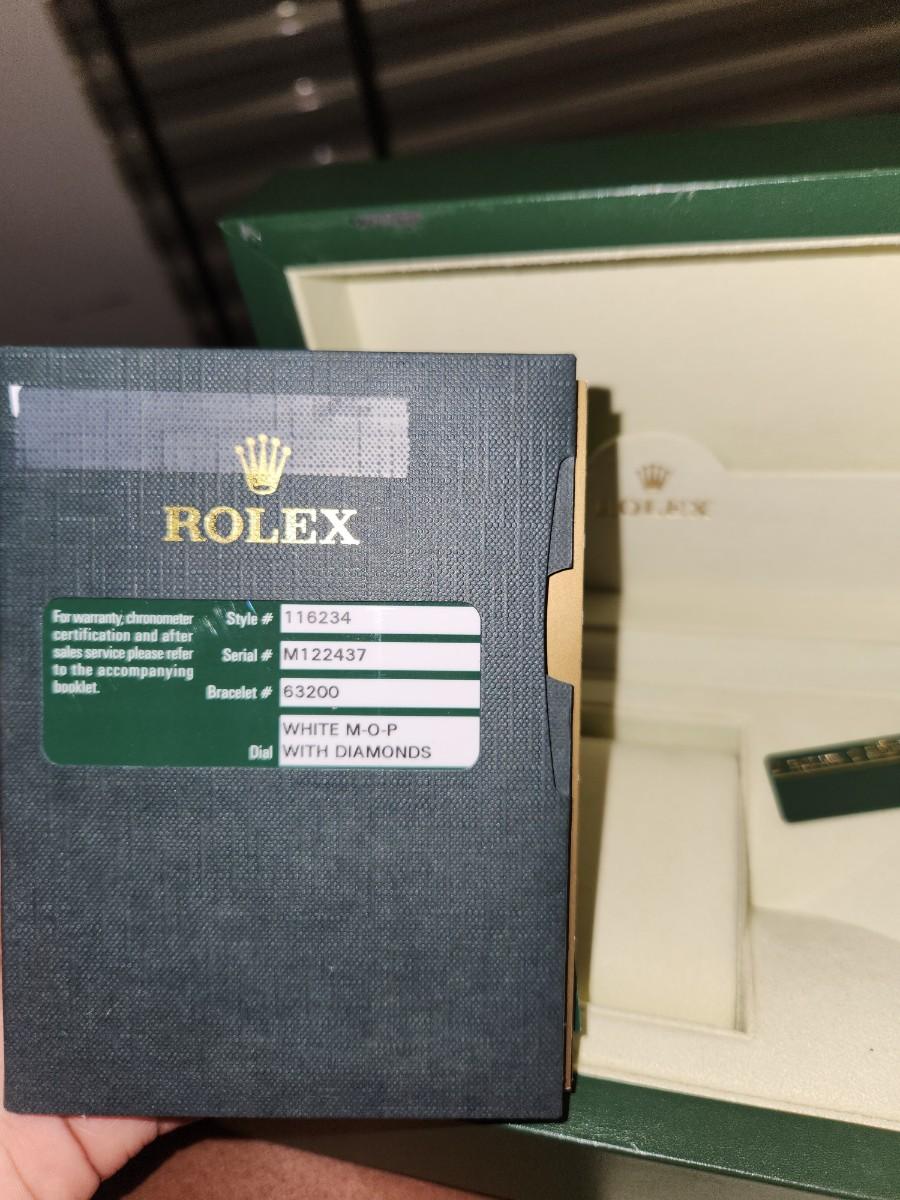 ROLEX
For warranty, chronometer
certification and after
sales service please refer
to the accompanying
booklet.
Style # 116234
Serial # M122437
Bracelet # 63200
Dial WHITE M-O-P
WITH DIAMONDS
ROLEX